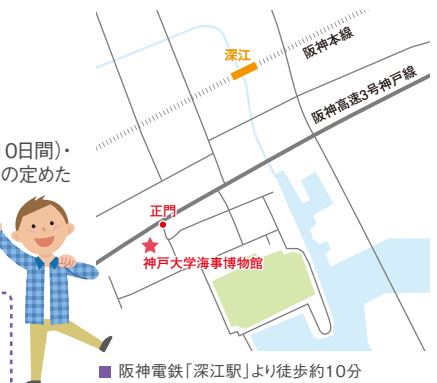 深江
阪神本線
阪神高速3号神戸線
0日間)・
の定めた
正門
神戸大学海事博物館
阪神電鉄「深江駅」より徒歩約10分